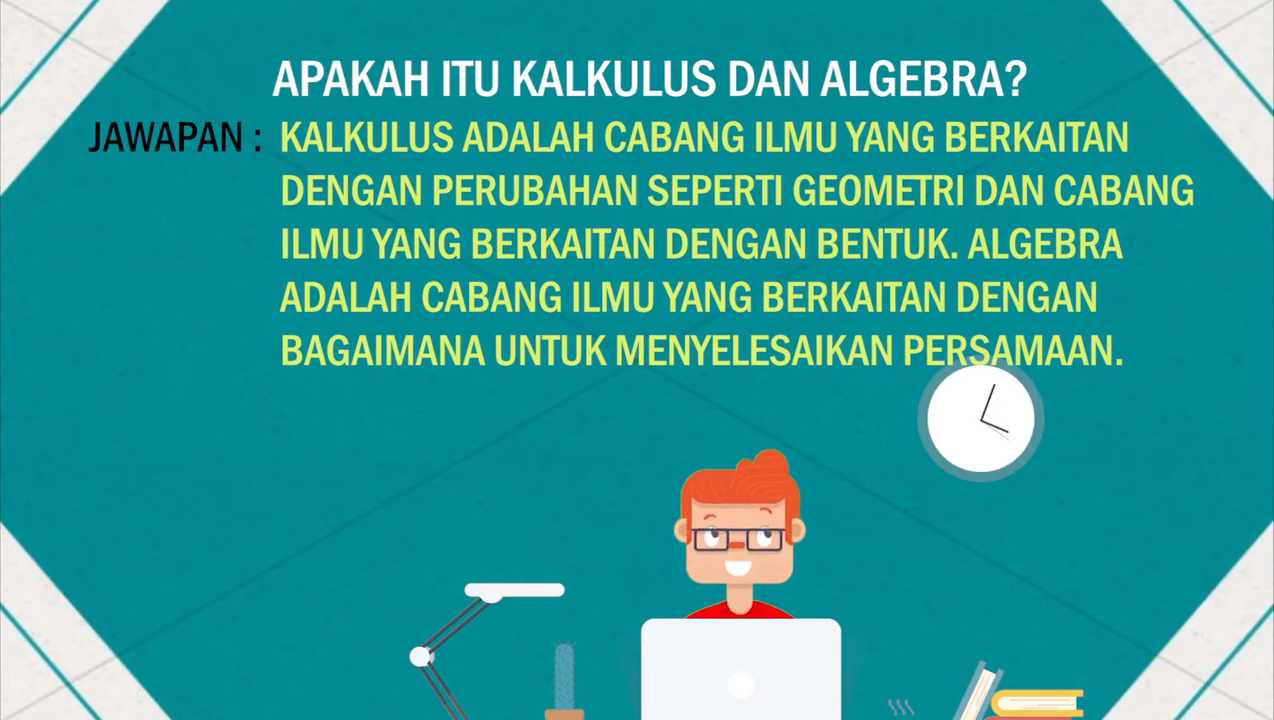 APAKAH ITU KALKULUS DAN ALGEBRA?
JAWAPAN : KALKULUS ADALAH CABANG ILMU YANG BERKAITAN
DENGAN PERUBAHAN SEPERTI GEOMETRI DAN CABANG
ILMU YANG BERKAITAN DENGAN BENTUK. ALGEBRA
ADALAH CABANG ILMU YANG BERKAITAN DENGAN
BAGAIMANA UNTUK MENYELESAIKAN PERSAMAAN.